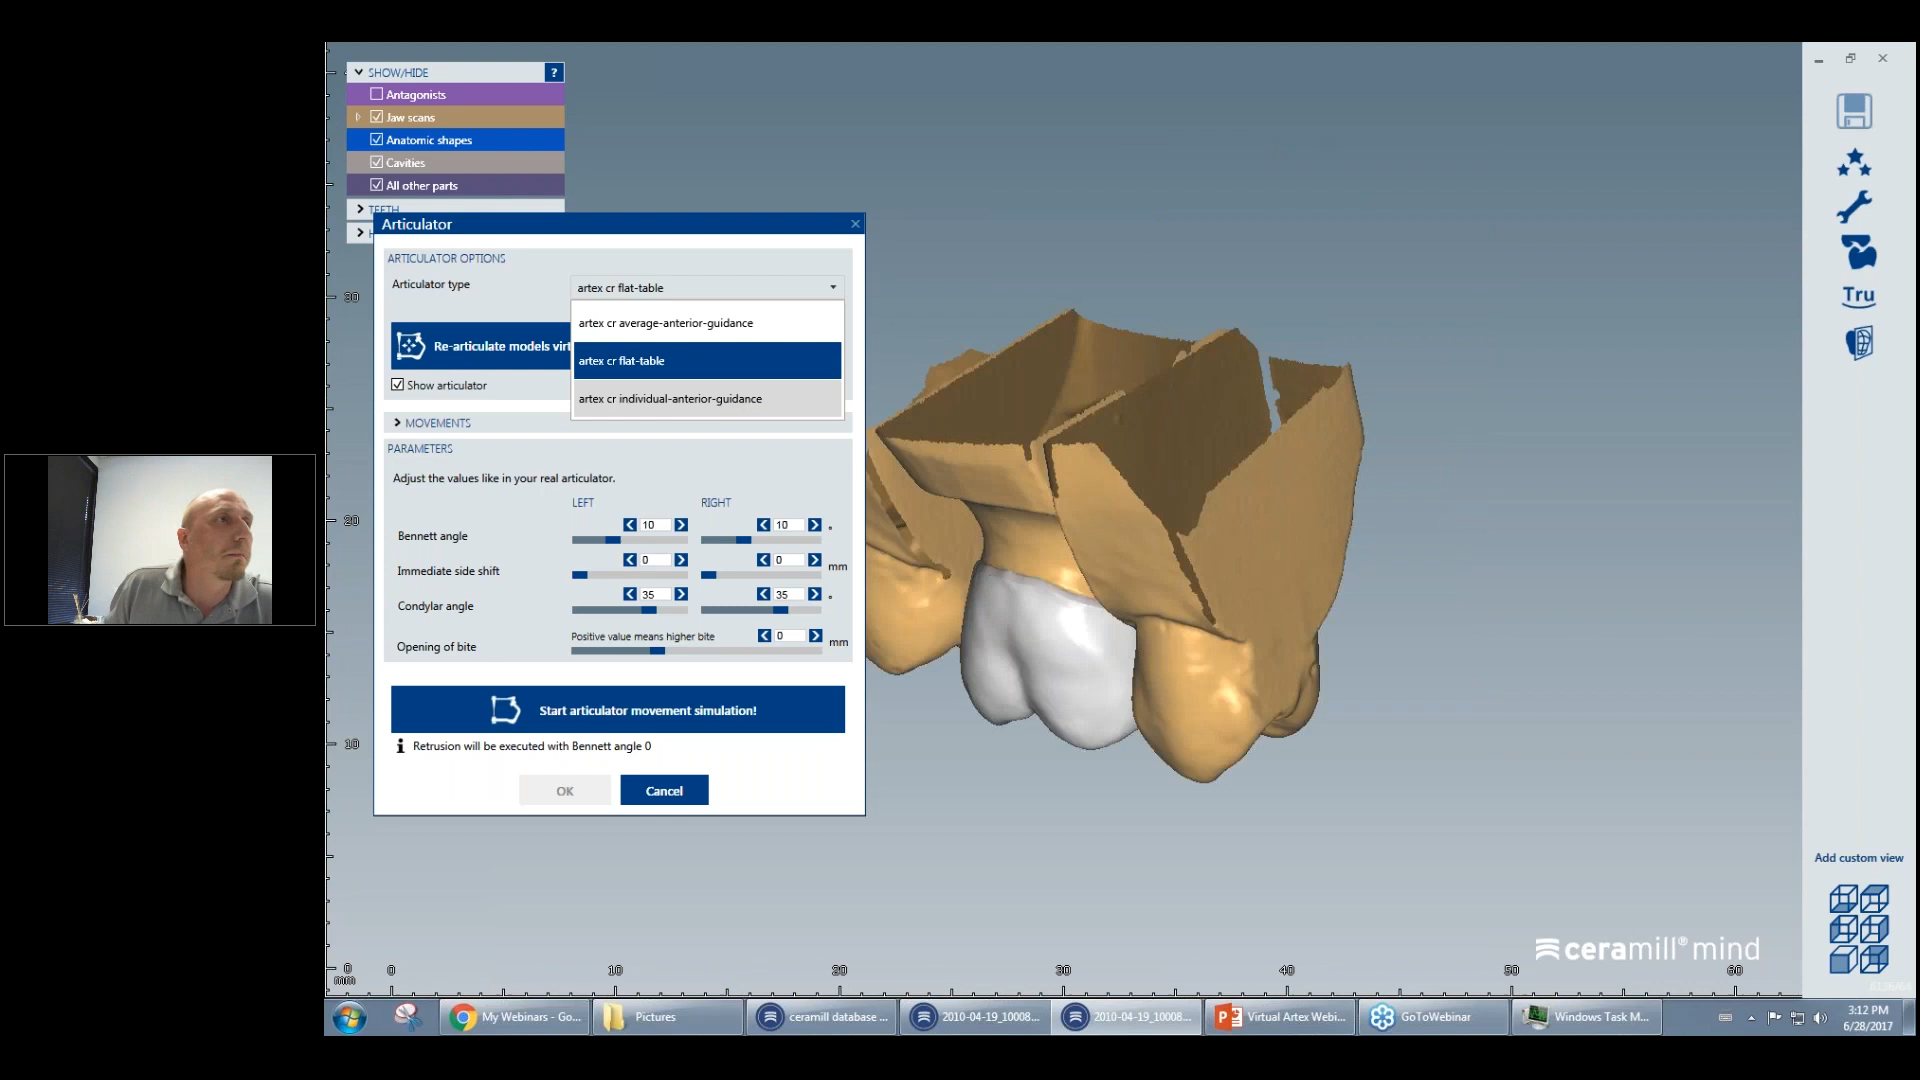 SHOW/HIDE
?
Antagonists
Jaw scans
Anatomic shapes
Cavities
All other parts
TEETH
Articulator
ARTICULATOR OPTIONS
Articulator type
artex cr flat-table
artex cr average-anterior-guidance
artex cr flat-table
artex cr individual-anterior-guidance
Re-articulate models virt
Show articulator
MOVEMENTS
PARAMETERS
Adjust the values like in your real articulator.
LEFT RIGHT
Bennett angle 10 10 °
Immediate side shift 0 0 mm
Condylar angle 35 35 °
Opening of bite Positive value means higher bite 0 mm
Start articulator movement simulation!
Retrusion will be executed with Bennett angle 0
OK Cancel
30
20
10
0
mm
0 10 20 30 40 50 60
Tru
Add custom view
ceramill® mind
My Webinars - Go...
Pictures
ceramill database ...
2010-04-19_10008...
2010-04-19_10008...
Virtual Artex Webi...
GoToWebinar
Windows Task M...
3:12 PM
6/28/2017